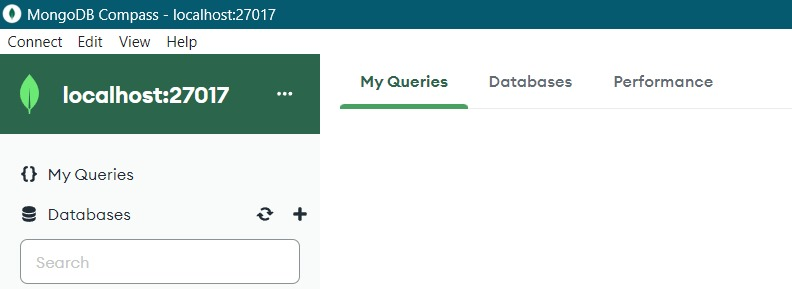 MongoDB Compass - localhost:27017
Connect Edit View Help
localhost:27017 ...
My Queries Databases Performance
{} My Queries
Databases
Search